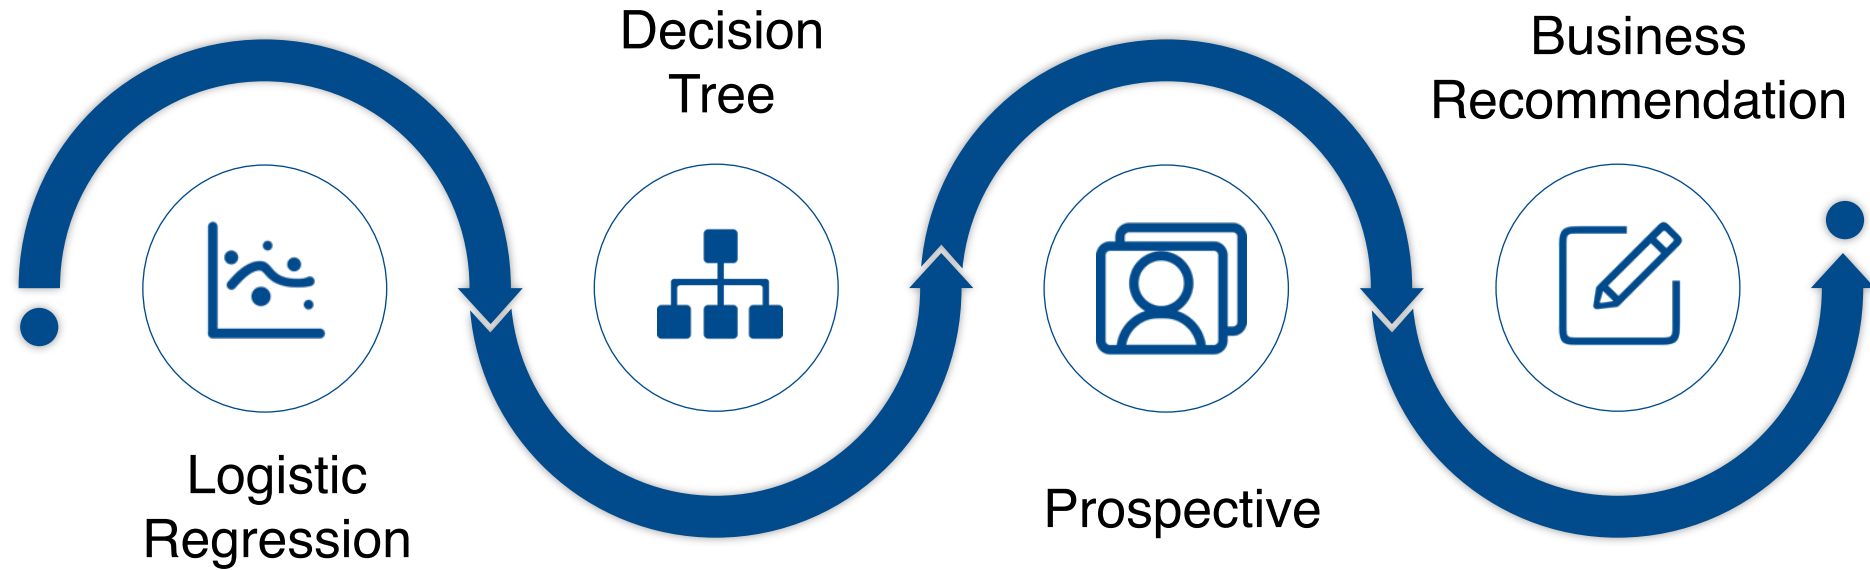 Logistic
Regression
Decision
Tree
Prospective
Business
Recommendation